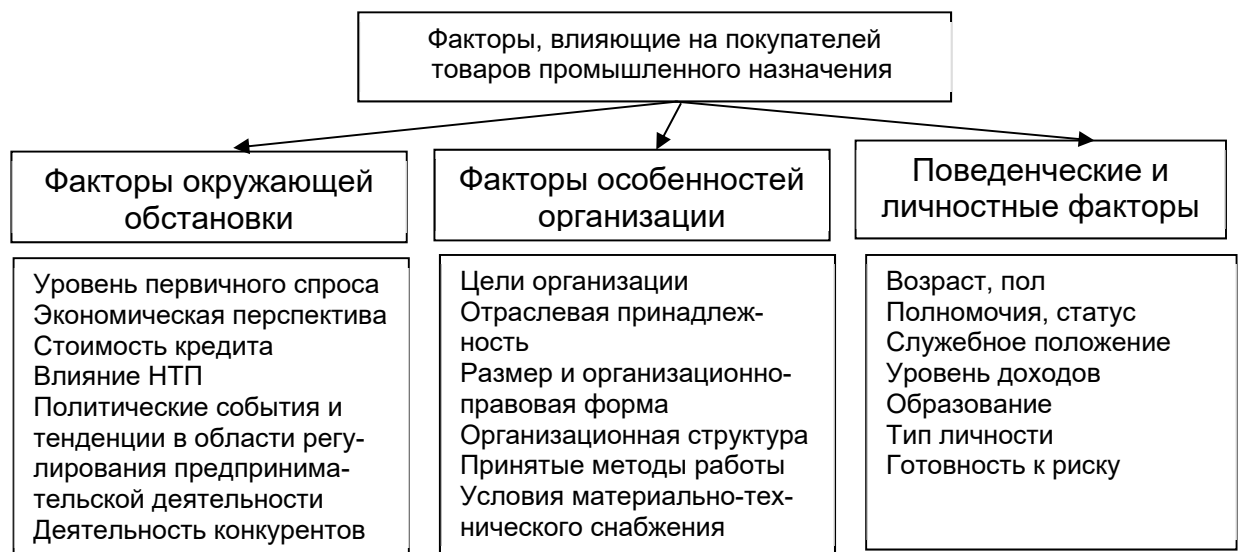 Факторы, влияющие на покупателей
товаров промышленного назначения
Факторы окружающей
обстановки
Факторы особенностей
организации
Поведенческие и
личностные факторы
Уровень первичного спроса
Экономическая перспектива
Стоимость кредита
Влияние НТП
Политические события и
тенденции в области регу-
лирования предпринима-
тельской деятельности
Деятельность конкурентов
Цели организации
Отраслевая принадлеж-
ность
Размер и организационно-
правовая форма
Организационная структура
Принятые методы работы
Условия материально-тех-
нического снабжения
Возраст, пол
Полномочия, статус
Служебное положение
Уровень доходов
Образование
Тип личности
Готовность к риску